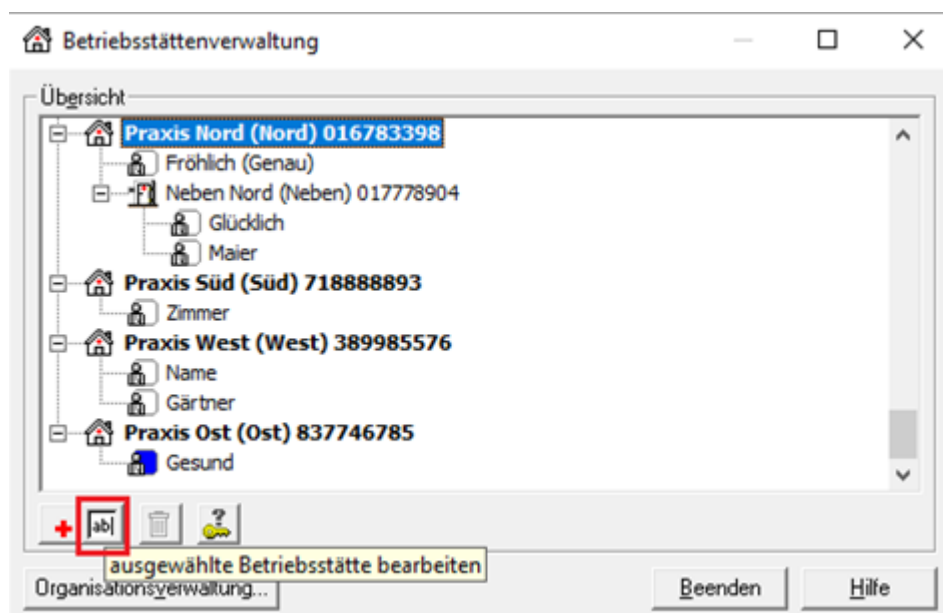 Betriebsstättenverwaltung
Übersicht
Praxis Nord (Nord) 016783398
Fröhlich (Genau)
Neben Nord (Neben) 017778904
Glücklich
Maier
Praxis Süd (Süd) 718888893
Zimmer
Praxis West (West) 389985576
Name
Gärtner
Praxis Ost (Ost) 837746785
Gesund
ab
?
ausgewählte Betriebsstätte bearbeiten
Organisationsverwaltung...
Beenden
Hilfe